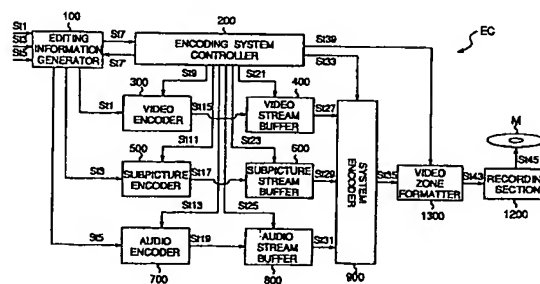 100
200
EC
St1
St3
St5
EDITING
INFORMATION
GENERATOR
St7
St7'
ENCODING SYSTEM
CONTROLLER
St39
St33
300
St9
St21
400
St1
VIDEO
ENCODER
St15
VIDEO STREAM
BUFFER
St27
St11
St23
500
600
M
St3
SUBPICTURE
ENCODER
St17
SUBPICTURE
STREAM BUFFER
St29
SYSTEM
ENCODER
St35
VIDEO
ZONE
FORMATTER
St43
St45
RECORDING
SECTION
1300
1200
St13
St25
St5
AUDIO
ENCODER
St19
AUDIO
STREAM
BUFFER
St31
700
800
900